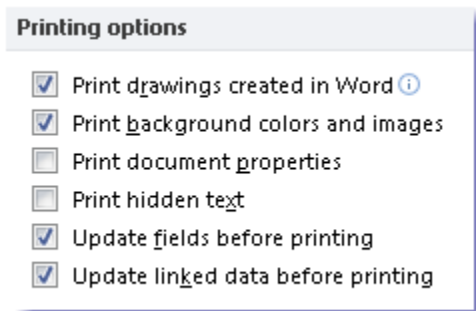 Printing options
Print drawings created in Word
Print background colors and images
Print document properties
Print hidden text
Update fields before printing
Update linked data before printing